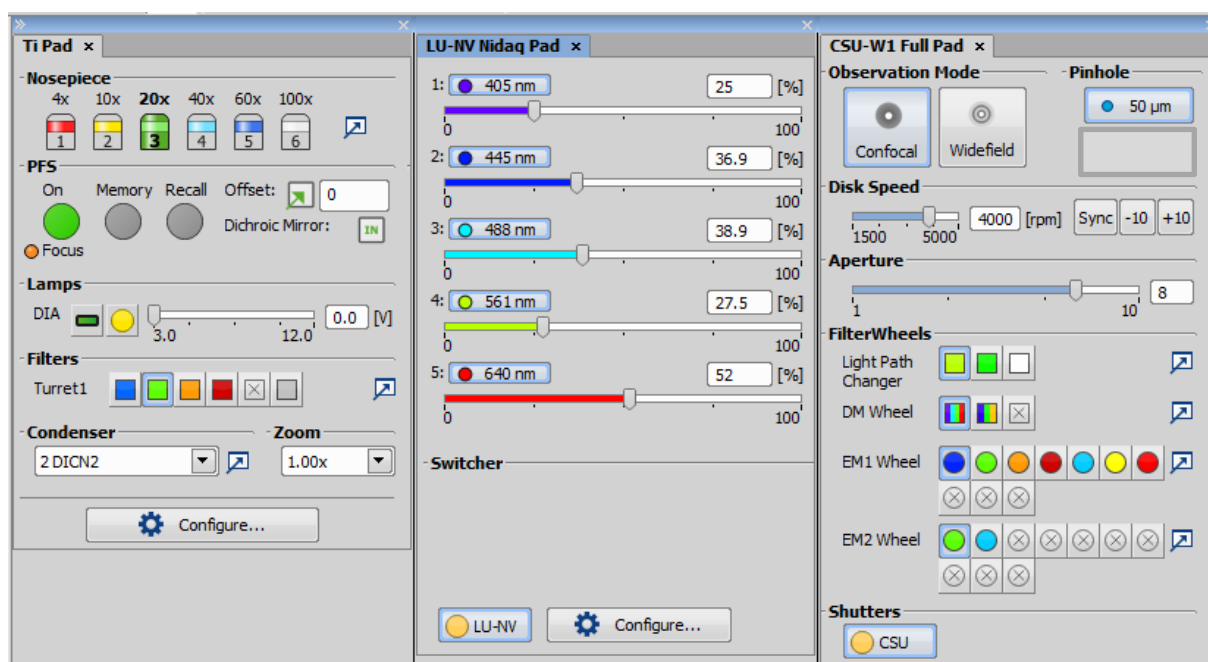 Ti Pad ×
Nosepiece
4x 10x 20x 40x 60x 100x
1 2 3 4 5 6
PFS
On Memory Recall Offset: 0
Dichroic Mirror: IN
Focus
Lamps
DIA 3.0 12.0 0.0 [V]
Filters
Turret1
Condenser Zoom
2 DICN2 1.00x
Configure...
LU-NV Nidaq Pad ×
1: 405 nm 25 [%]
0 100
2: 445 nm 36.9 [%]
0 100
3: 488 nm 38.9 [%]
0 100
4: 561 nm 27.5 [%]
0 100
5: 640 nm 52 [%]
0 100
Switcher
LU-NV Configure...
CSU-W1 Full Pad ×
Observation Mode Pinhole
50 µm
Confocal Widefield
Disk Speed
4000 [rpm] Sync -10 +10
1500 5000
Aperture
8
1 10
FilterWheels
Light Path
Changer
DM Wheel
EM1 Wheel
EM2 Wheel
Shutters
CSU